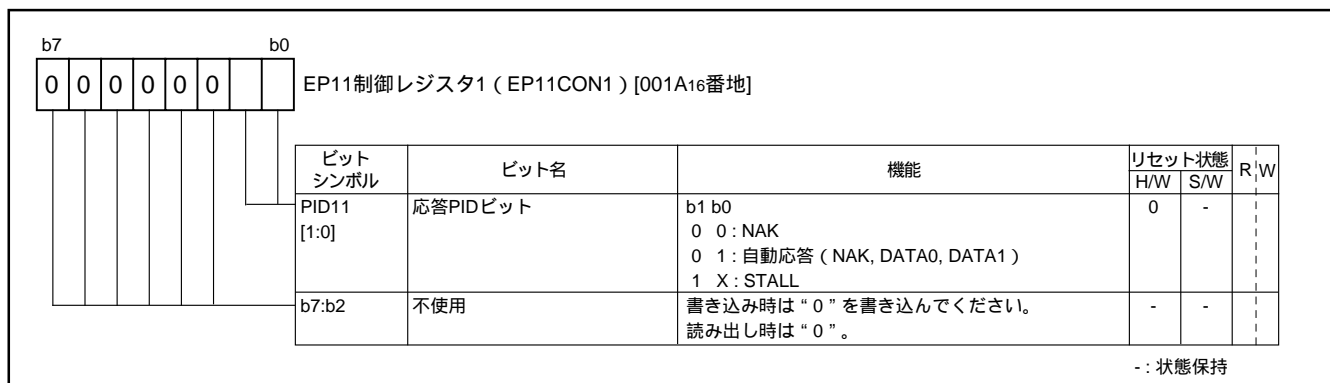 b7 b0
0 0 0 0 0 0 EP11制御レジスタ1(EP11CON1)[001A16番地]
ビット
シンボル ビット名 機能 リセット状態 R W
H/W S/W
PID11
[1:0] 応答PIDビット b1 b0 0 -
0 0 : NAK
0 1 : 自動応答(NAK, DATA0, DATA1)
1 X : STALL
b7:b2 不使用 書き込み時は“0”を書き込んでください。 - -
読み出し時は“0”。
- : 状態保持